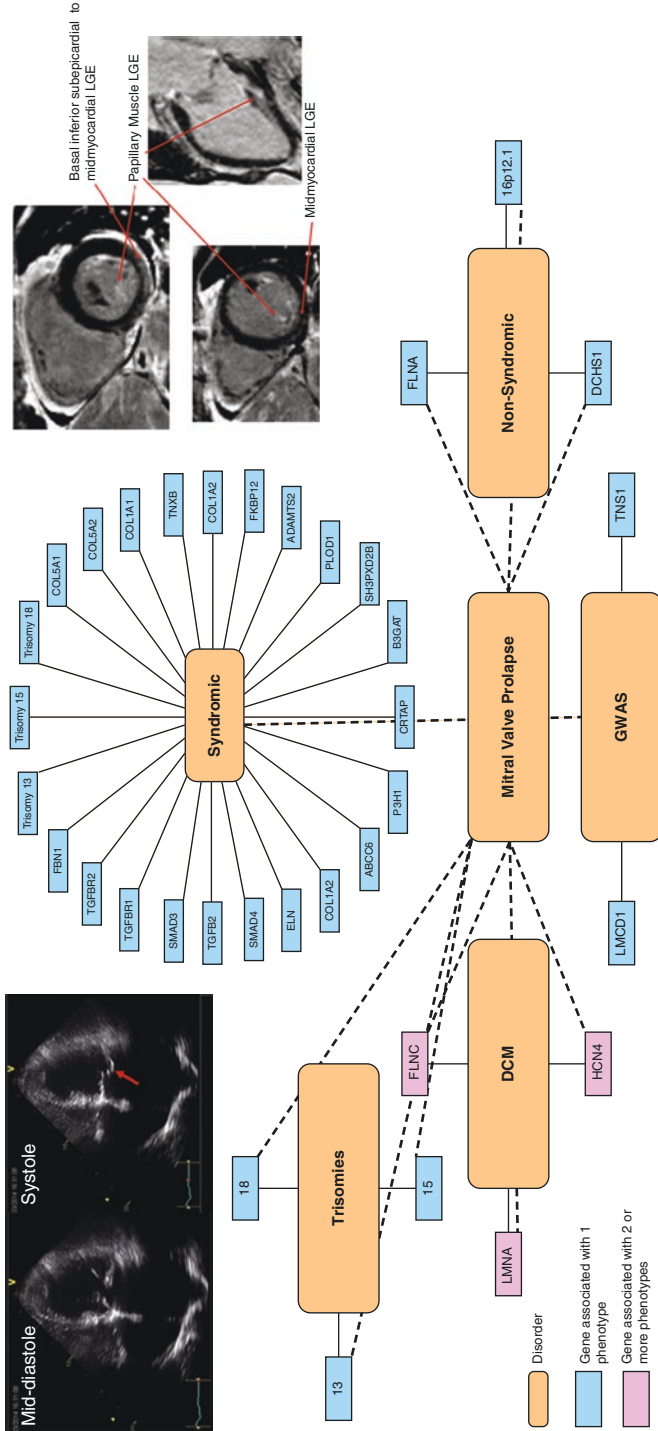 Mid-diastole
Systole
Basal inferior subepicardial to
midmyocardial LGE
Papillary Muscle LGE
Midmyocardial LGE
Trisomy 13
Trisomy 15
Trisomy 18
COL5A1
COL5A2
COL1A1
TNXB
COL1A2
FKBP12
ADAMTS2
PLOD1
SH3PXD2B
B3GAT
CRTAP
P3H1
ABCC6
COL1A2
ELN
SMAD4
TGFB2
SMAD3
TGFBR1
TGFBR2
FBN1
Syndromic
18
Trisomies
13
15
FLNC
DCM
LMNA
HCN4
Mitral Valve Prolapse
FLNA
Non-Syndromic
16p12.1
DCHS1
LMCD1
GWAS
TNS1
Disorder
Gene associated with 1
phenotype
Gene associated with 2 or
more phenotypes